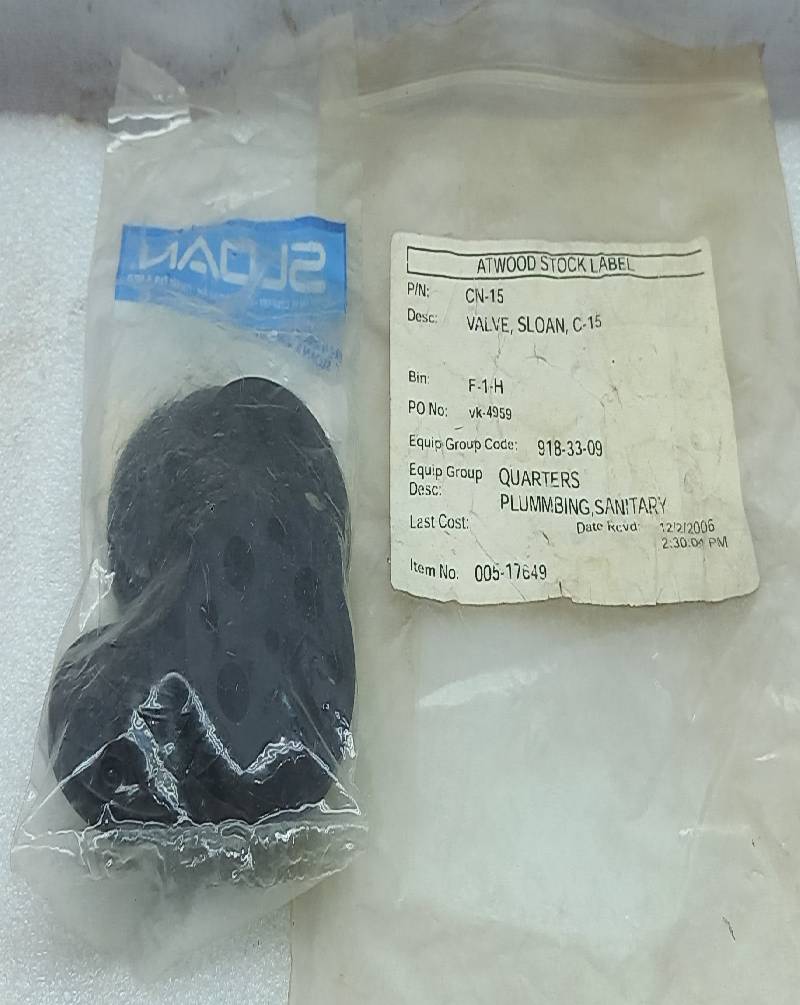 SLOAN
ATWOOD STOCK LABEL
P/N: CN-15
Desc: VALVE, SLOAN, C-15
Bin: F-1-H
PO No: vk-4959
Equip Group Code: 918-33-09
Equip Group Desc: QUARTERS
PLUMMBING,SANITARY
Last Cost:
Date Rcvd: 12/2/2006
2:30:04 PM
Item No. 005-17649